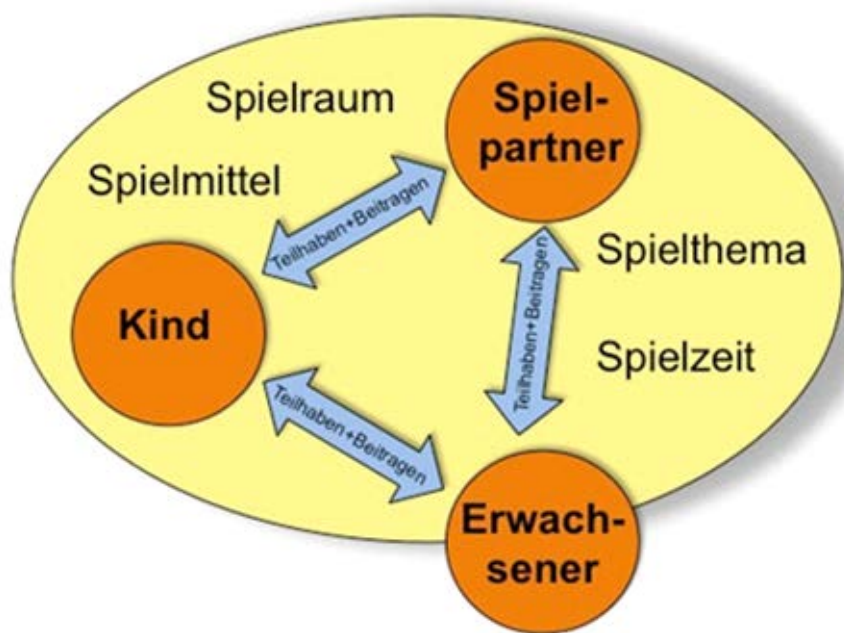 Spielraum
Spiel-
partner
Spielmittel
Teilhaben+Beitragen
Spielthema
Kind
Teilhaben+Beitragen
Spielzeit
Teilhaben+Beitragen
Erwach-
sener